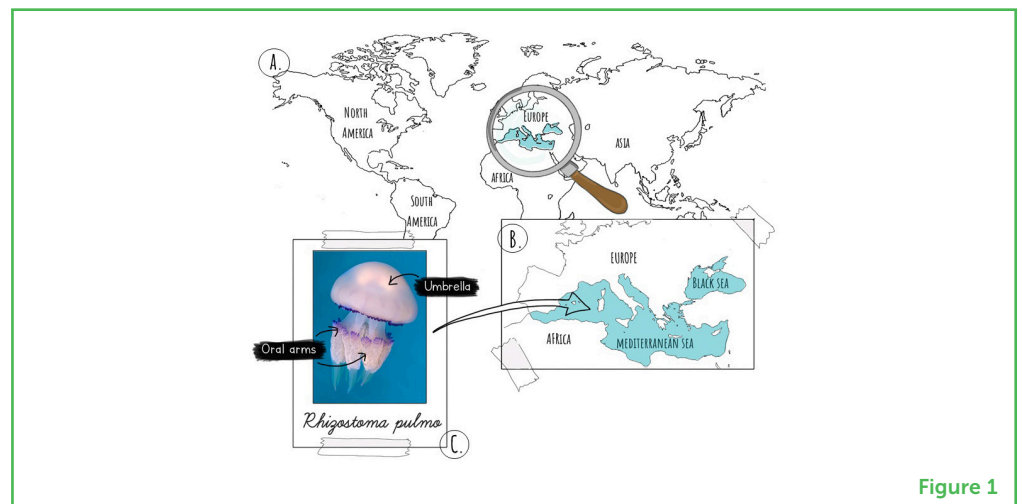 A.
NORTH
AMERICA
EUROPE
ASIA
AFRICA
SOUTH
AMERICA
B.
EUROPE
BLACK SEA
AFRICA
MEDITERRANEAN SEA
Umbrella
Oral arms
Rhizostoma pulmo
C.
Figure 1